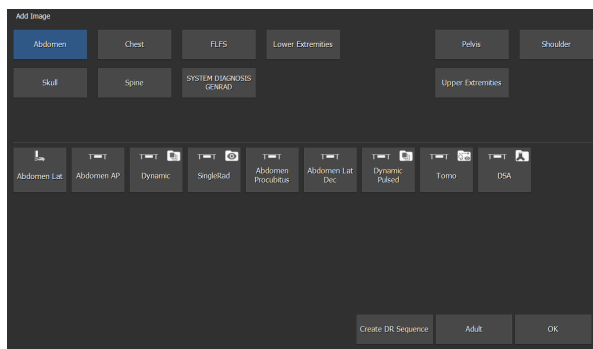 Add Image
Abdomen
Chest
FLFS
Lower Extremities
Pelvis
Shoulder
Skull
Spine
SYSTEM DIAGNOSIS
GENRAD
Upper Extremities
Abdomen Lat
Abdomen AP
Dynamic
SingleRad
Abdomen
Procubitus
Abdomen Lat
Dec
Dynamic
Pulsed
Tomo
DSA
Create DR Sequence
Adult
OK